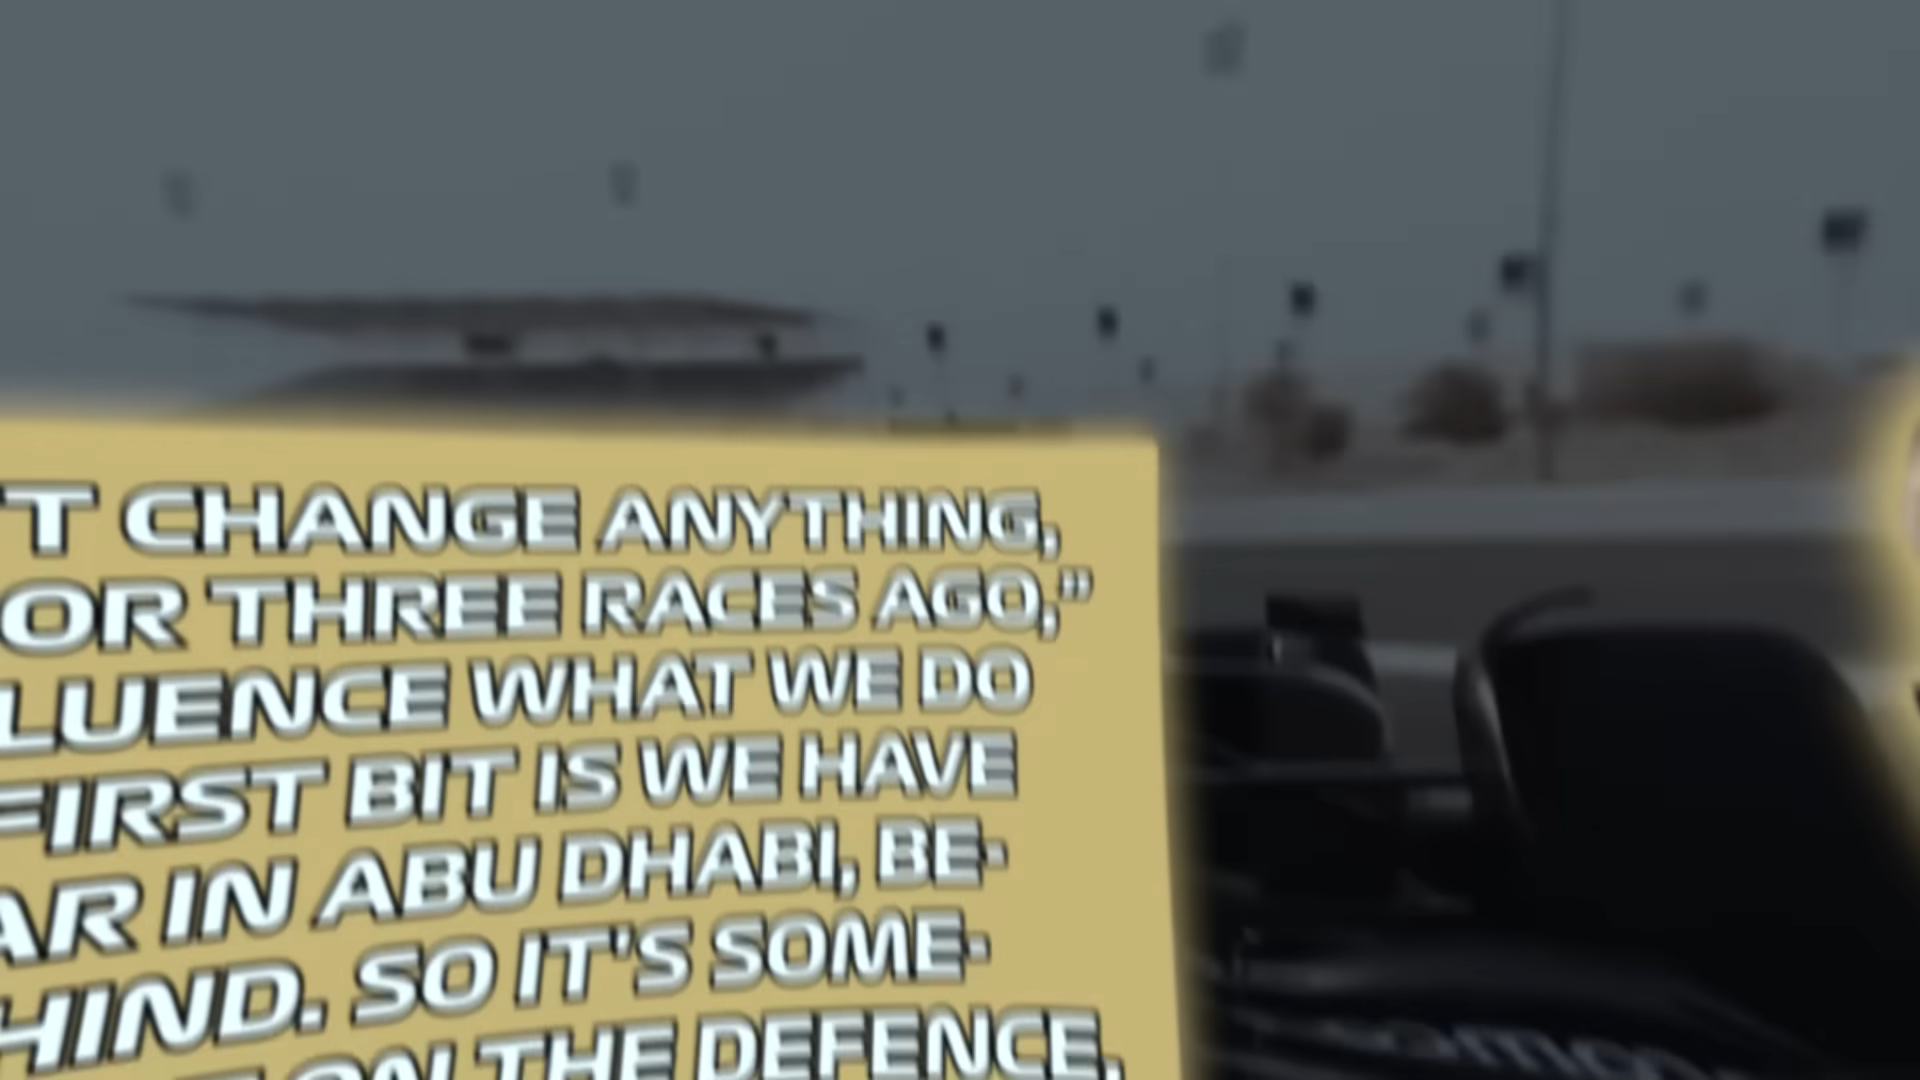 T CHANGE ANYTHING,
OR THREE RACES AGO,”
LUENCE WHAT WE DO
FIRST BIT IS WE HAVE
AR IN ABU DHABI, BE-
HIND. SO IT'S SOME-
ON THE DEFENCE,